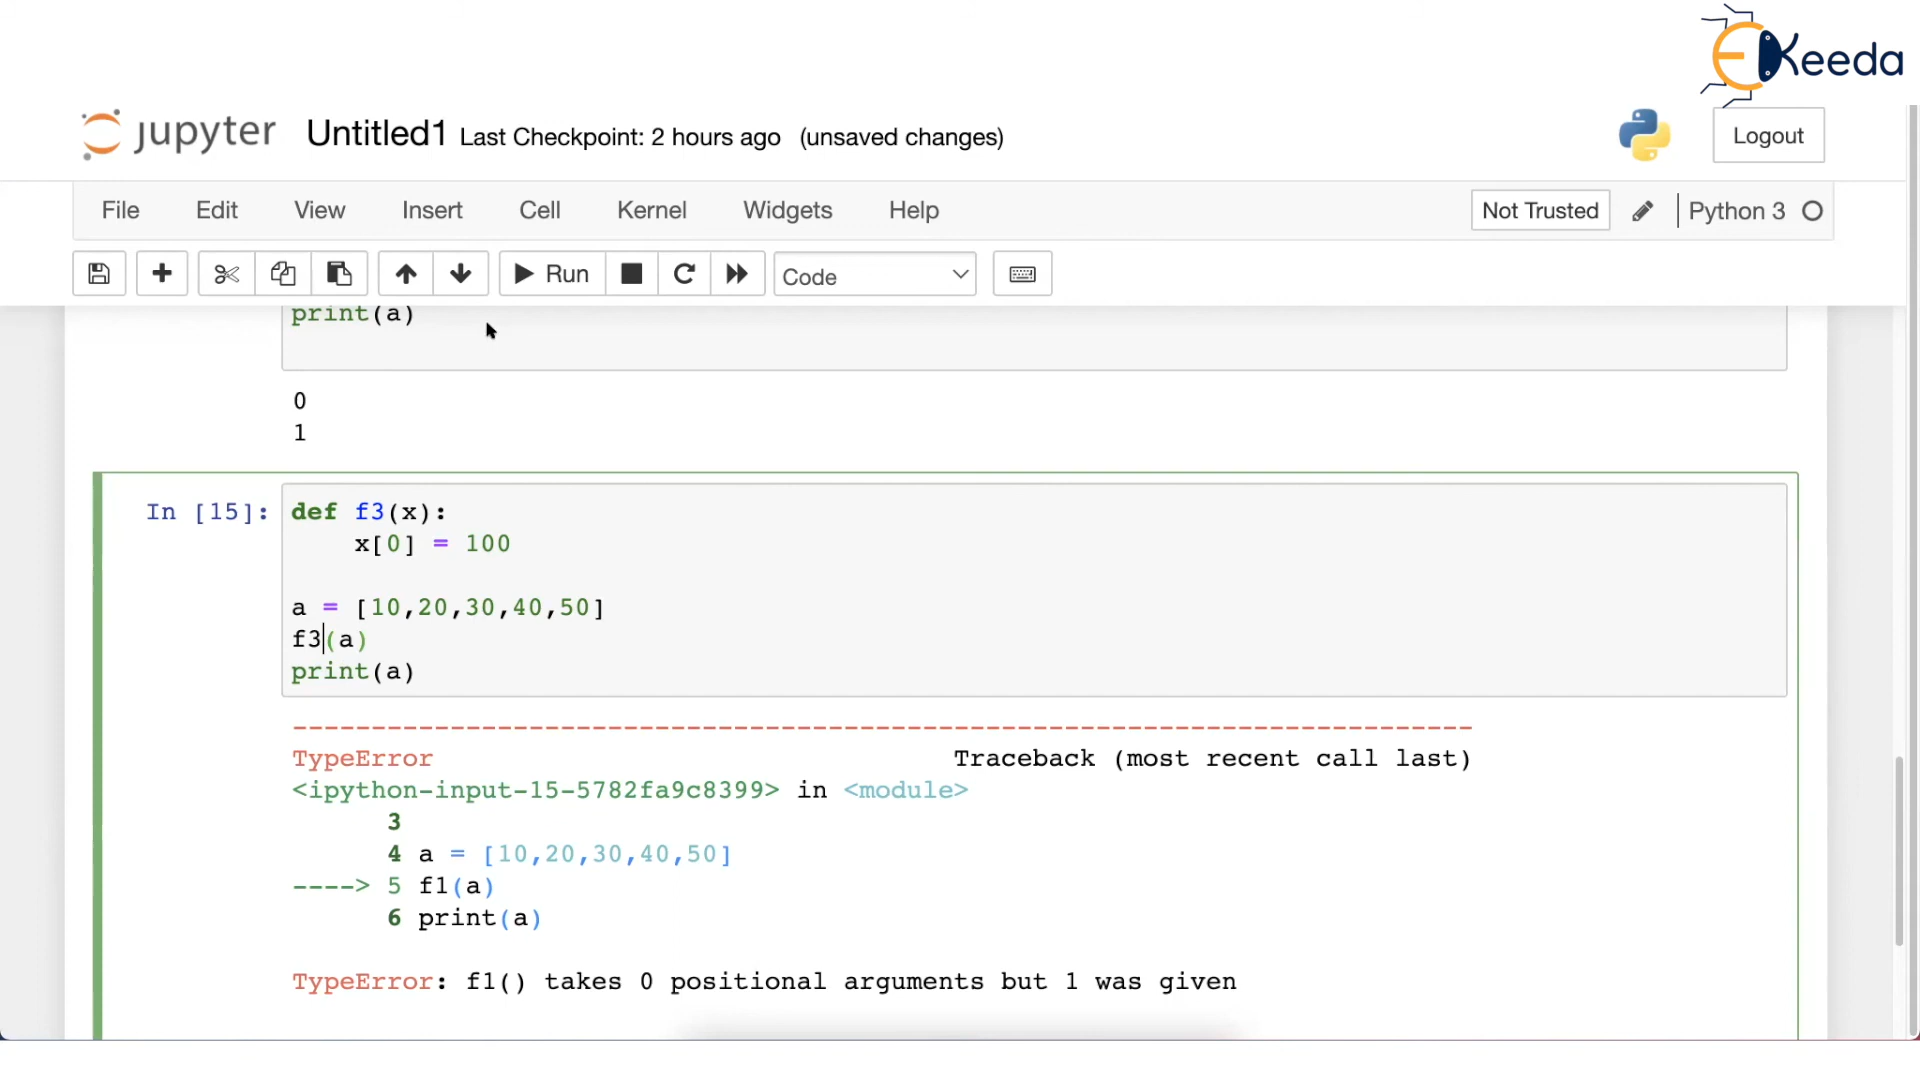 EKeeda
jupyter Untitled1 Last Checkpoint: 2 hours ago (unsaved changes)
Logout
File Edit View Insert Cell Kernel Widgets Help Not Trusted Python 3
Run Code
print(a)
0
1
In [15]: def f3(x):
    x[0] = 100
a = [10,20,30,40,50]
f3(a)
print(a)
---------------------------------------------------------------------------
TypeError Traceback (most recent call last)
<ipython-input-15-5782fa9c8399> in <module>
3
4 a = [10,20,30,40,50]
----> 5 f1(a)
6 print(a)
TypeError: f1() takes 0 positional arguments but 1 was given